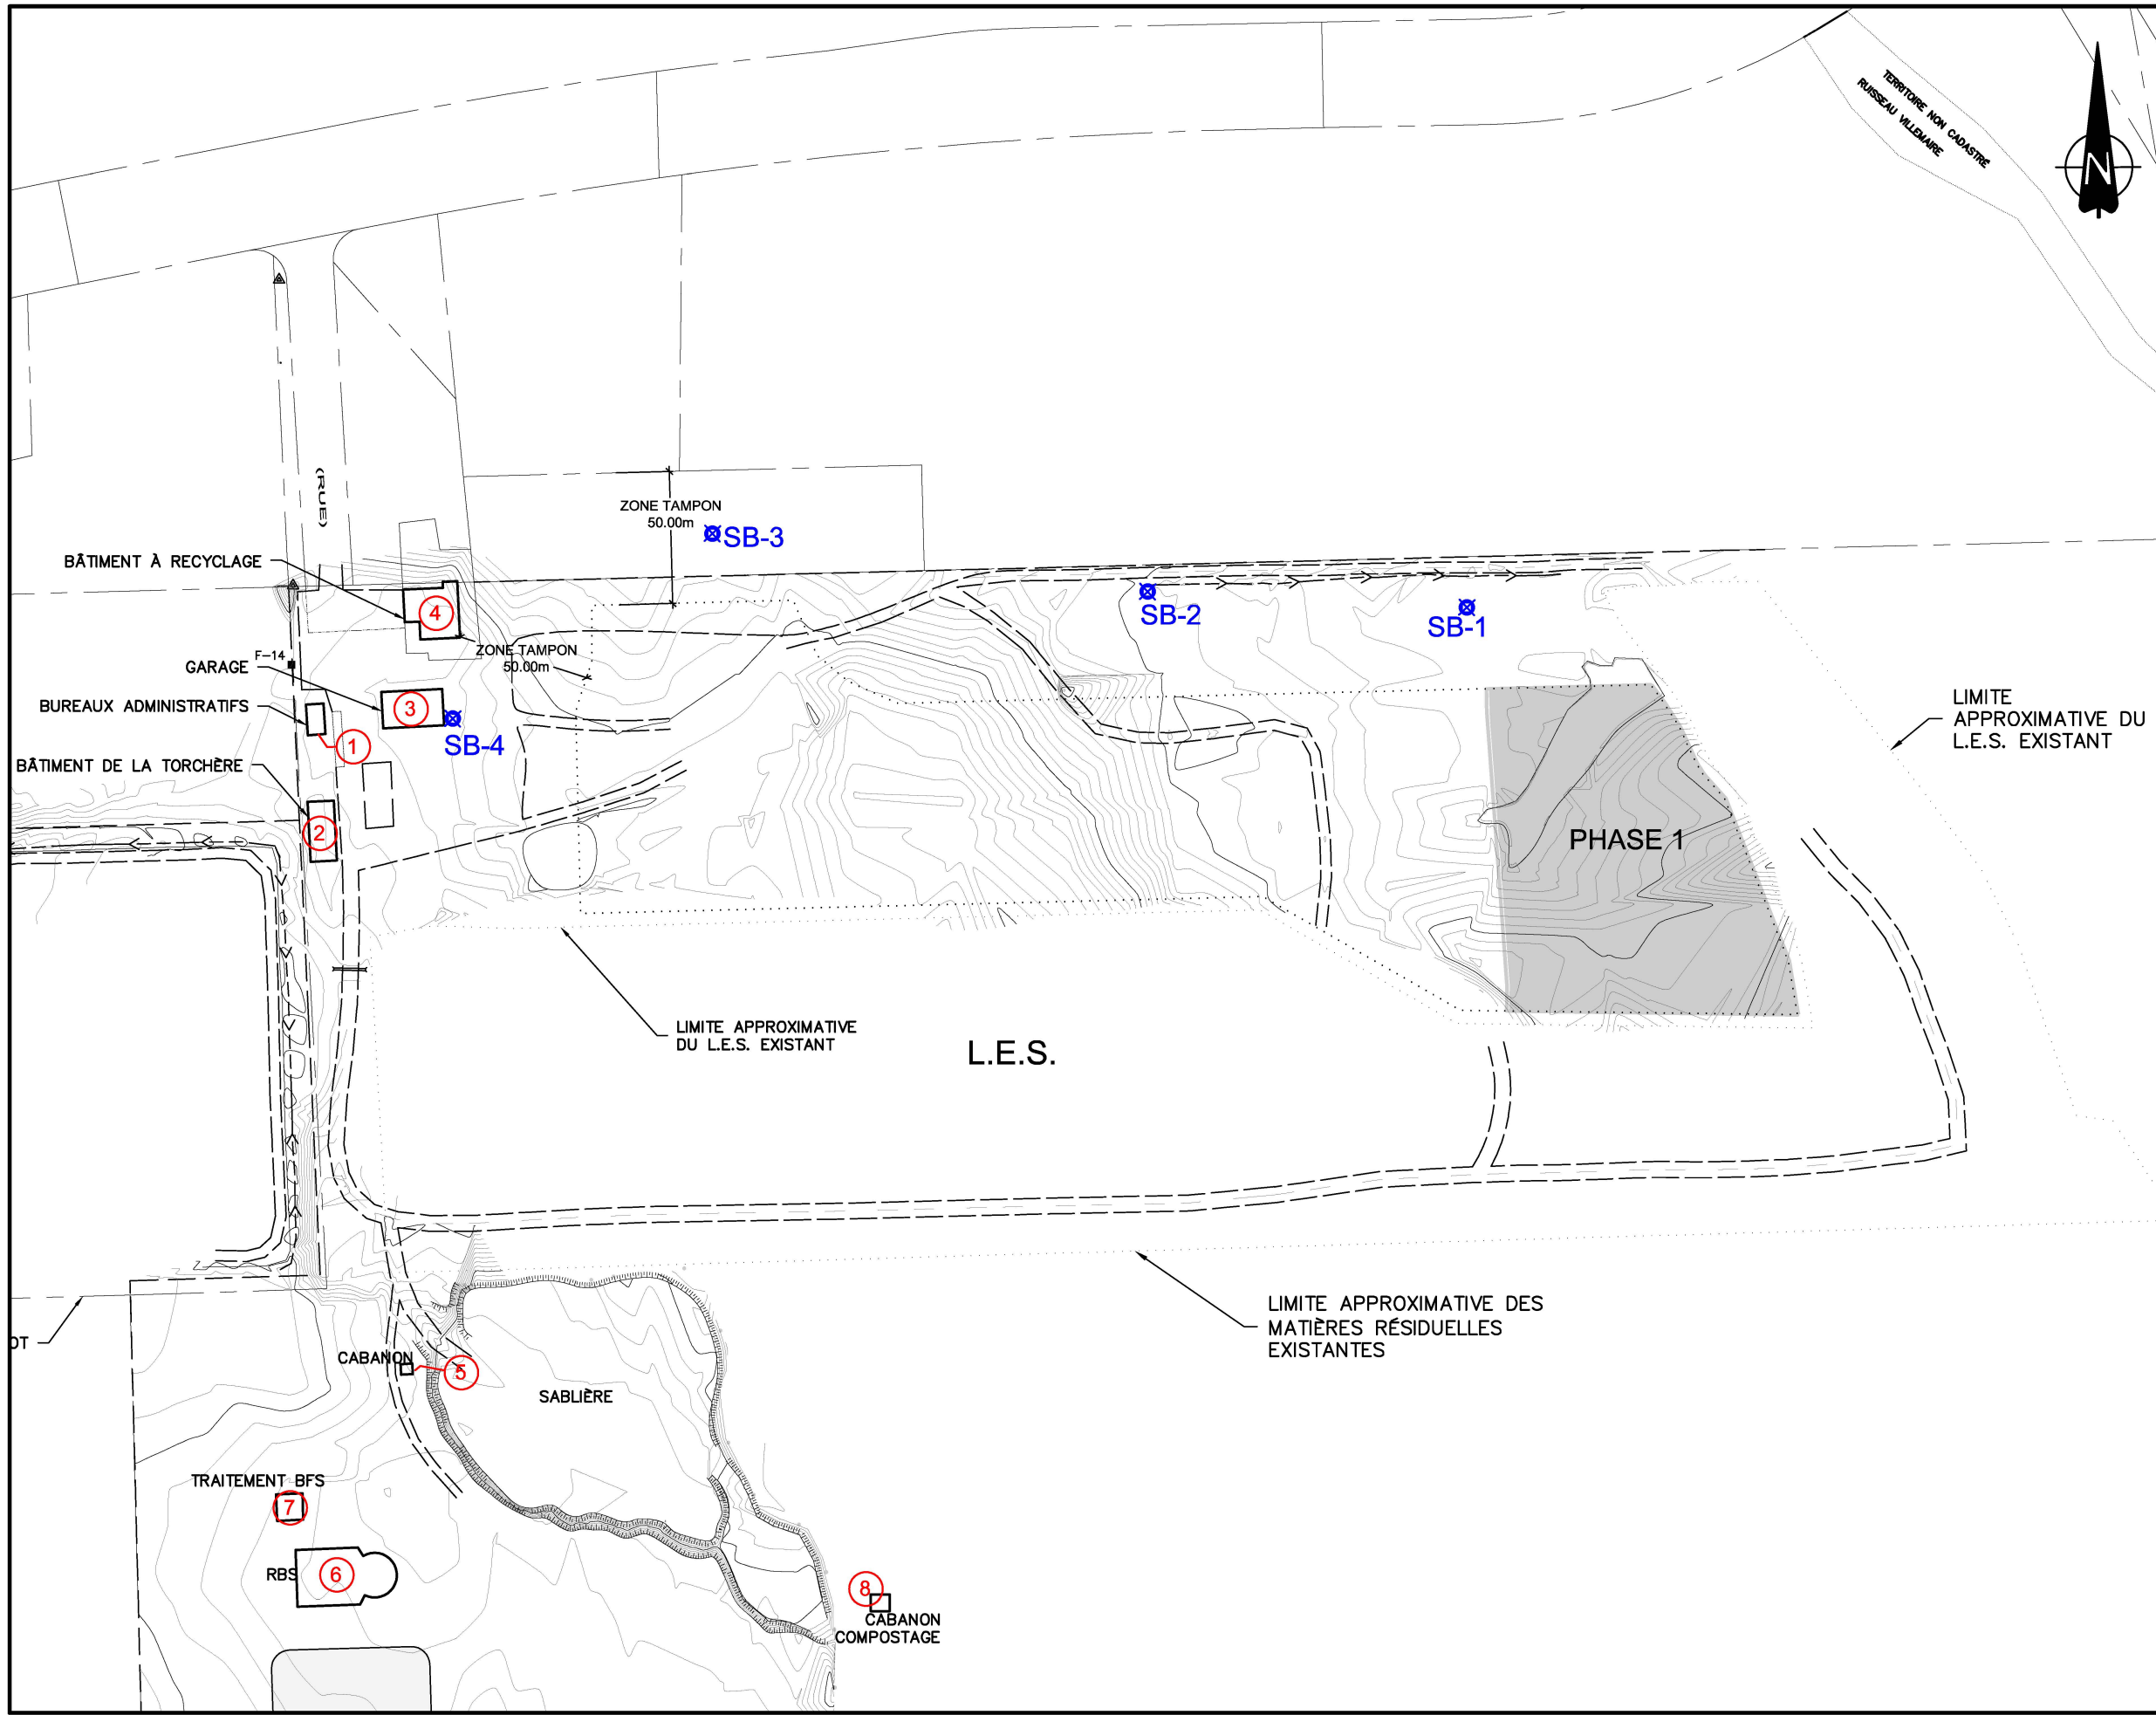 TERRITOIRE NON CADASTRÉ
RUISSEAU VILLEMAIRE
N
(RUE)
ZONE TAMPON
50.00m
SB-3
BÂTIMENT À RECYCLAGE
4
SB-2
SB-1
ZONE TAMPON
50.00m
F-14
GARAGE
3
BUREAUX ADMINISTRATIFS
1
SB-4
LIMITE
APPROXIMATIVE DU
L.E.S. EXISTANT
BÂTIMENT DE LA TORCHÈRE
2
PHASE 1
LIMITE APPROXIMATIVE
DU L.E.S. EXISTANT
L.E.S.
LIMITE APPROXIMATIVE DES
MATIÈRES RÉSIDUELLES
EXISTANTES
OT
CABANON
5
SABLIÈRE
TRAITEMENT BFS
7
RBS
6
8
CABANON
COMPOSTAGE